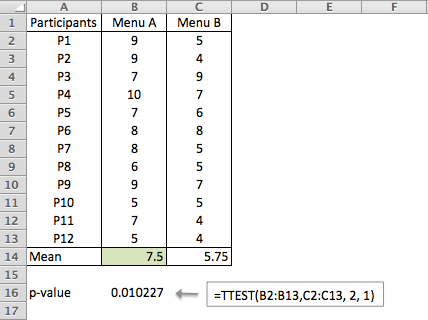 A B C D E F
1 Participants Menu A Menu B
2 P1 9 5
3 P2 9 4
4 P3 7 9
5 P4 10 7
6 P5 7 6
7 P6 8 8
8 P7 8 5
9 P8 6 5
10 P9 9 7
11 P10 5 5
12 P11 7 4
13 P12 5 4
14 Mean 7.5 5.75
15
16 p-value 0.010227 =TTEST(B2:B13,C2:C13, 2, 1)
17